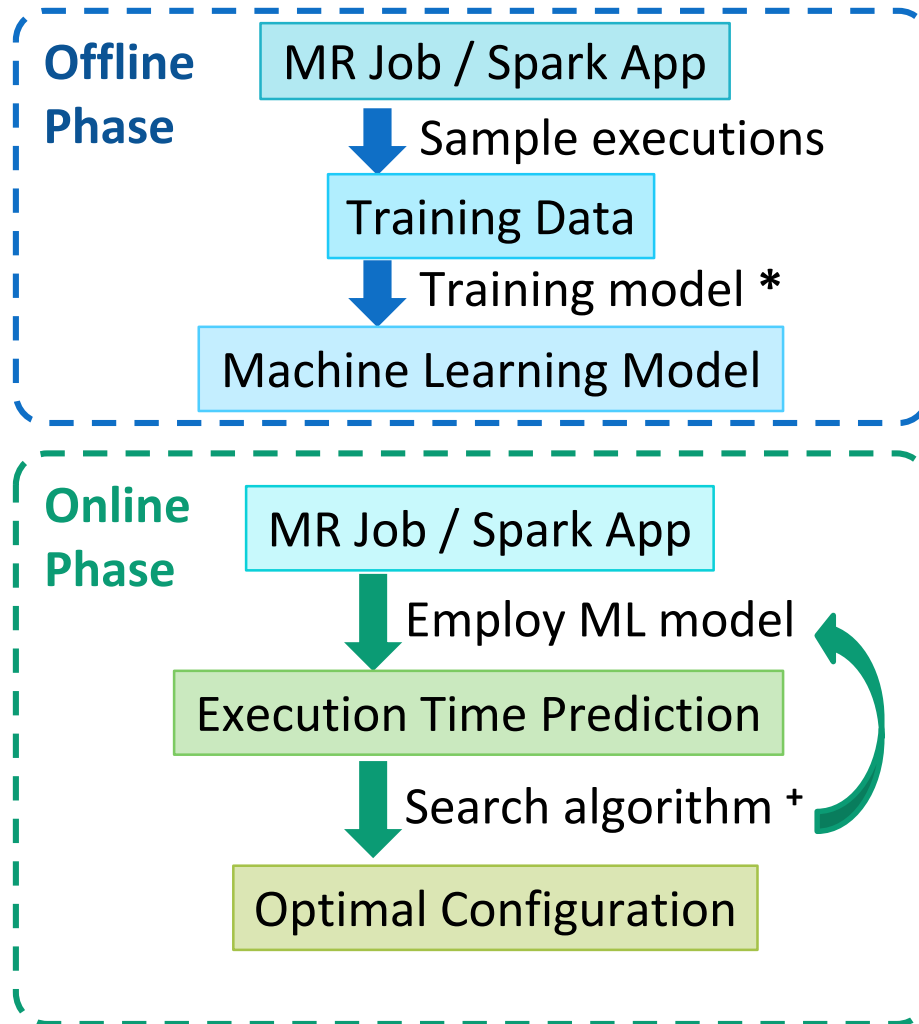 Offline
Phase
MR Job / Spark App
Sample executions
Training Data
Training model *
Machine Learning Model
Online
Phase
MR Job / Spark App
Employ ML model
Execution Time Prediction
Search algorithm +
Optimal Configuration